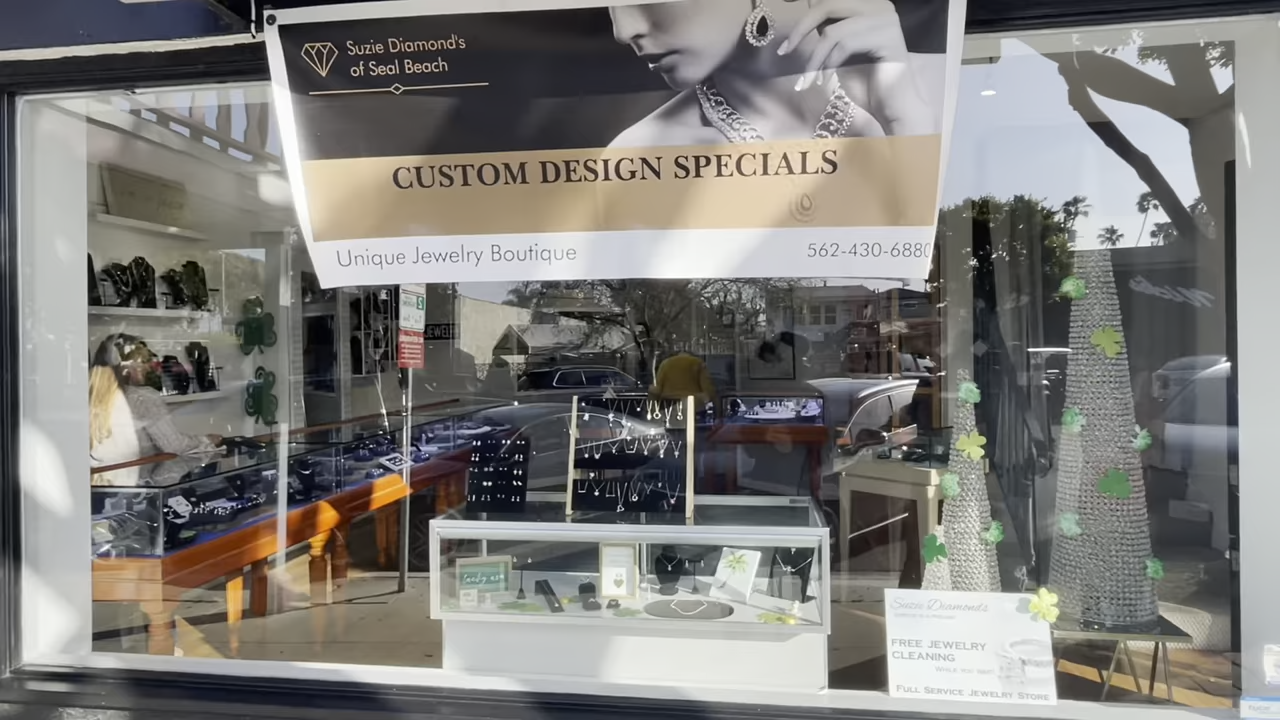 Suzie Diamond's
of Seal Beach
CUSTOM DESIGN SPECIALS
Unique Jewelry Boutique
562-430-6880
JEWELRY
Suzie Diamonds
FREE JEWELRY
CLEANING
While you wait
Full Service Jewelry Store